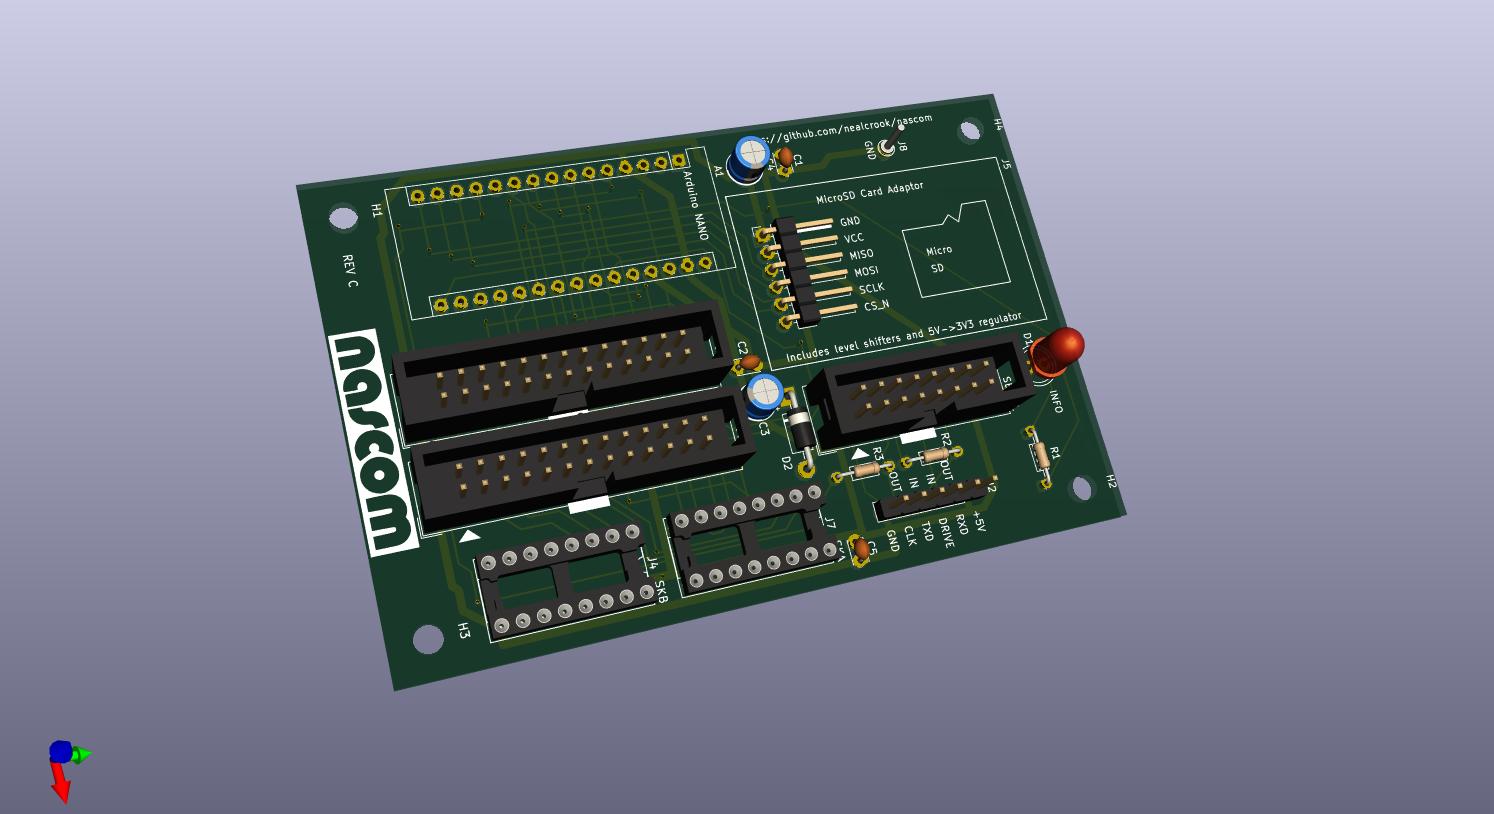 ://github.com/nealcrook/nascom
H4
J8
GND
C1
A1
J5
MicroSD Card Adaptor
Arduino NANO
H1
GND
VCC
MISO
MOSI
SCLK
CS_N
Micro
SD
REV C
Includes level shifters and 5V->3V3 regulator
D1
C2
INFO
C3
nascom
D2
R3
R2
R1
OUT
IN
IN
OUT
H2
J7
GND
CLK
TXD
DRIVE
RXD
+5V
C5
J4
SKB
H3